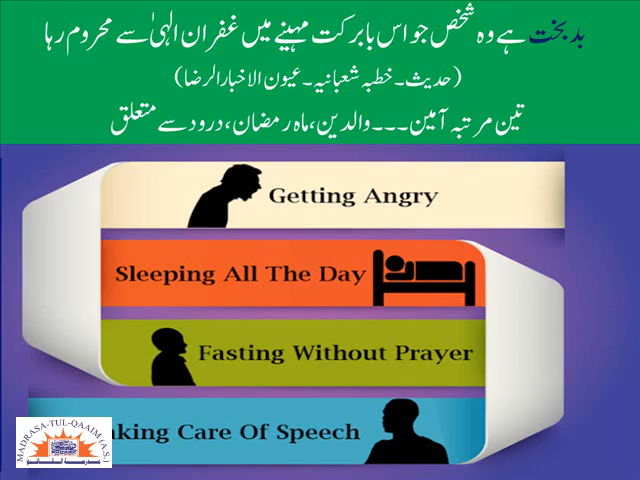 بدبخت ہے وہ شخص جو اس بابرکت مہینے میں غفران الہیٰ سے محروم رہا
(حدیث۔خطبہ شعبانیہ۔عیون الاخبار الرضا)
تین مرتبہ آمین۔۔۔والدین،ماہ رمضان،درود سے متعلق
Getting Angry
Sleeping All The Day
Fasting Without Prayer
aking Care Of Speech
MADRASA-TUL-QAAIM (A.S.)